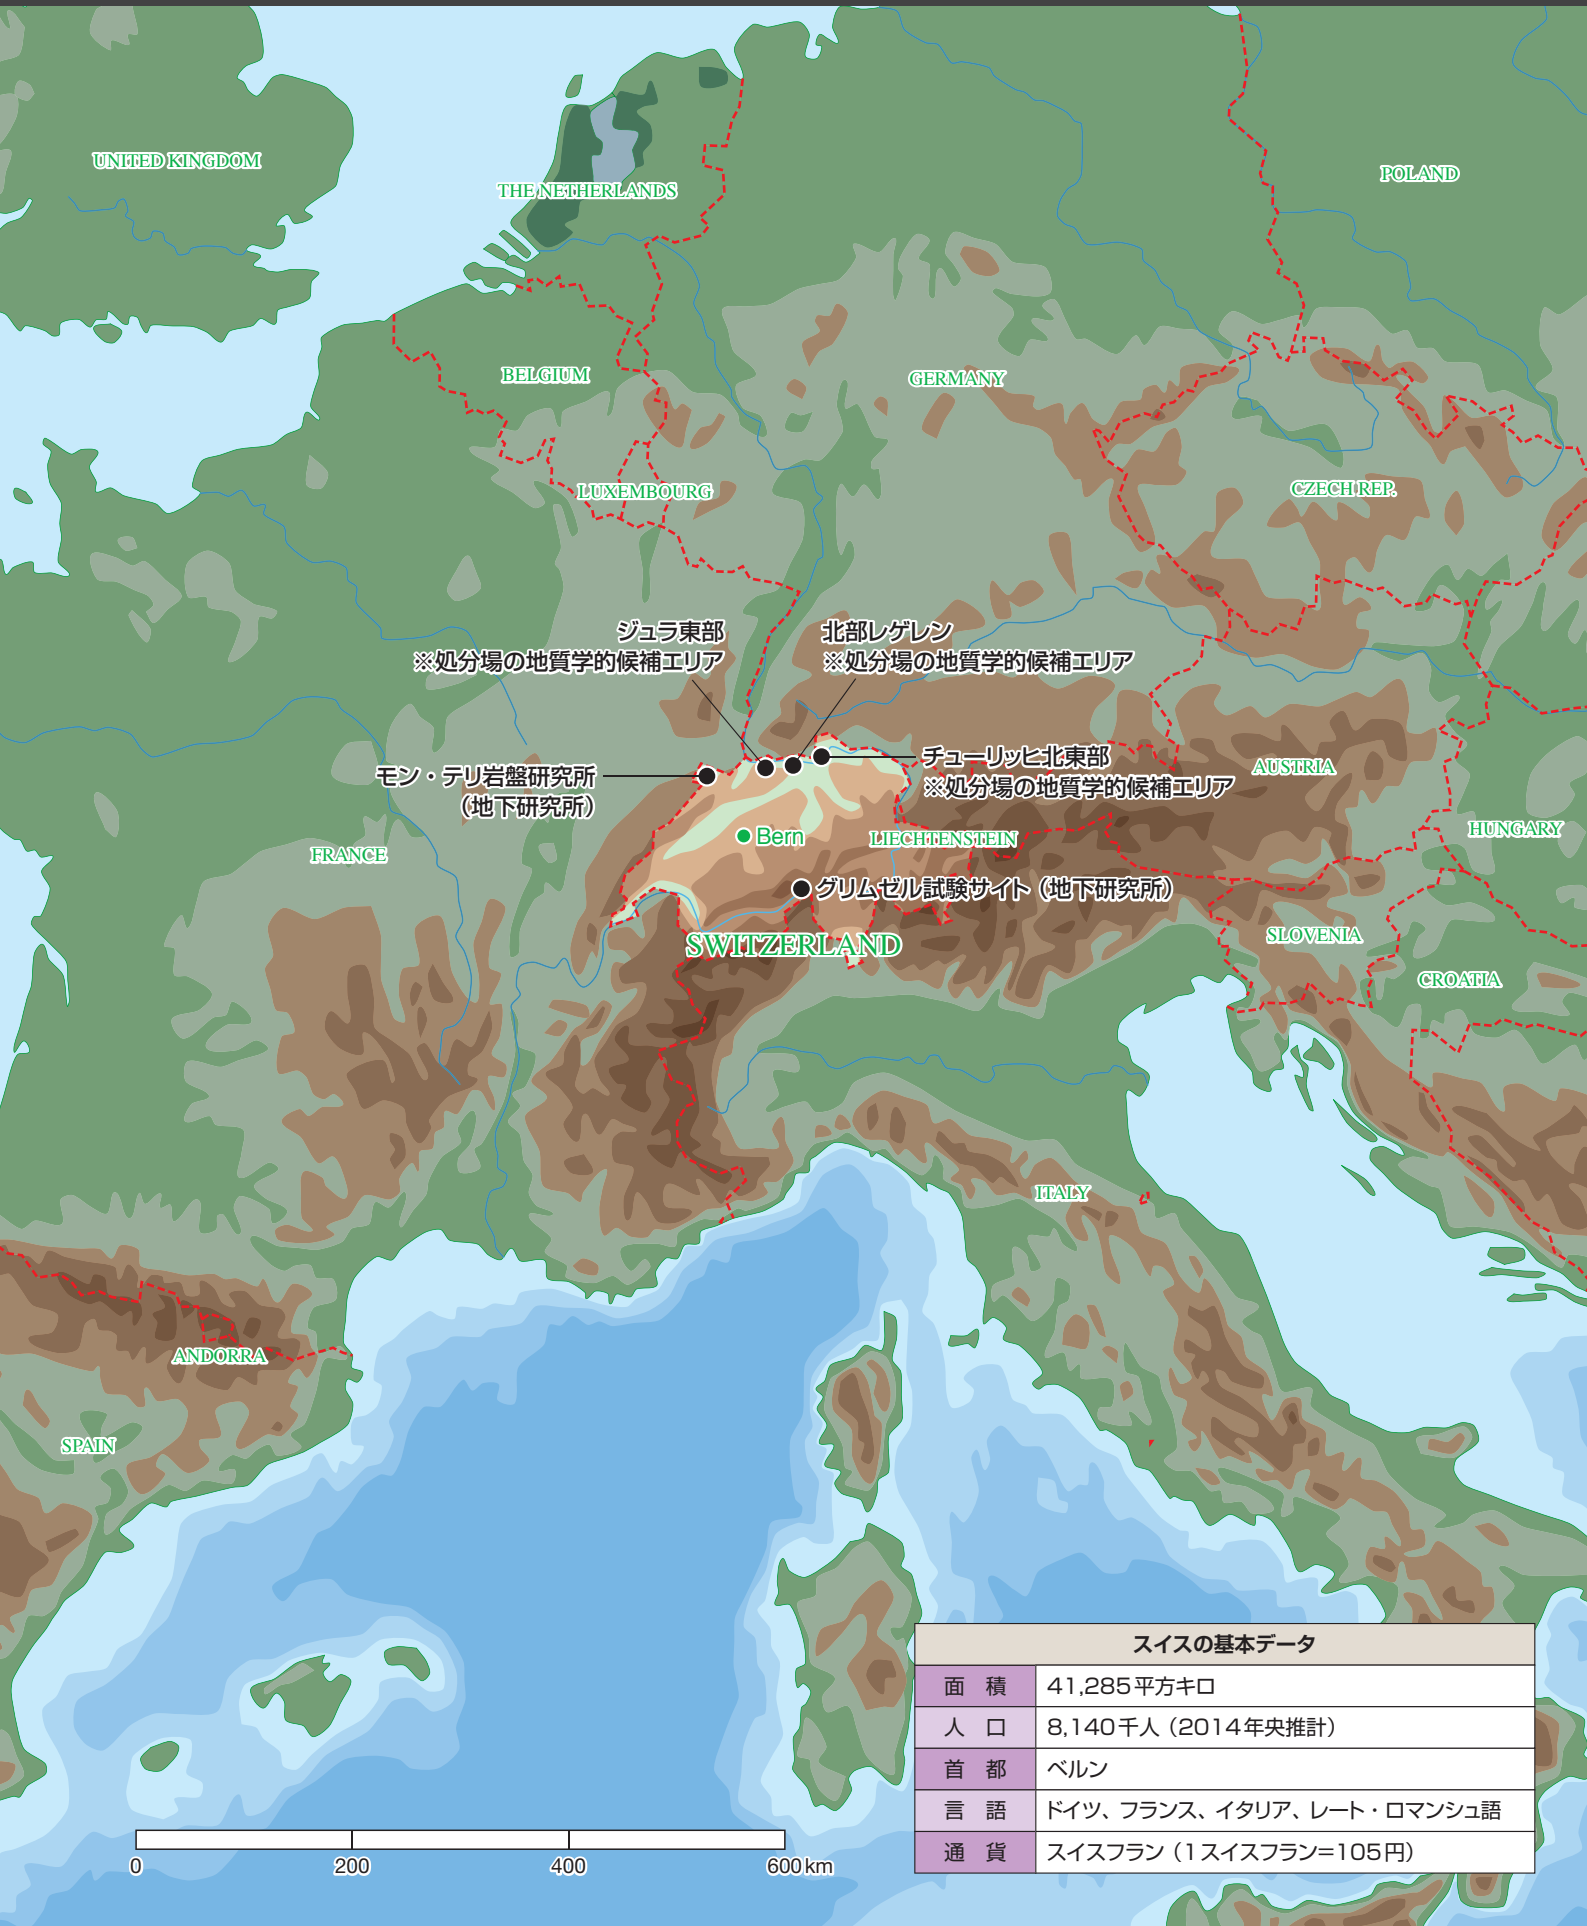 UNITED KINGDOM
THE NETHERLANDS
POLAND
BELGIUM
GERMANY
LUXEMBOURG
CZECH REP.
ジュラ東部
※処分場の地質学的候補エリア
北部レゲレン
※処分場の地質学的候補エリア
モン・テリ岩盤研究所
（地下研究所）
チューリッヒ北東部
※処分場の地質学的候補エリア
AUSTRIA
Bern
LIECHTENSTEIN
HUNGARY
FRANCE
グリムゼル試験サイト（地下研究所）
SWITZERLAND
SLOVENIA
CROATIA
ITALY
ANDORRA
SPAIN
スイスの基本データ
面　積 41,285平方キロ
人　口 8,140千人（2014年央推計）
首　都 ベルン
言　語 ドイツ、フランス、イタリア、レート・ロマンシュ語
通　貨 スイスフラン（1スイスフラン=105円）
0 200 400 600km